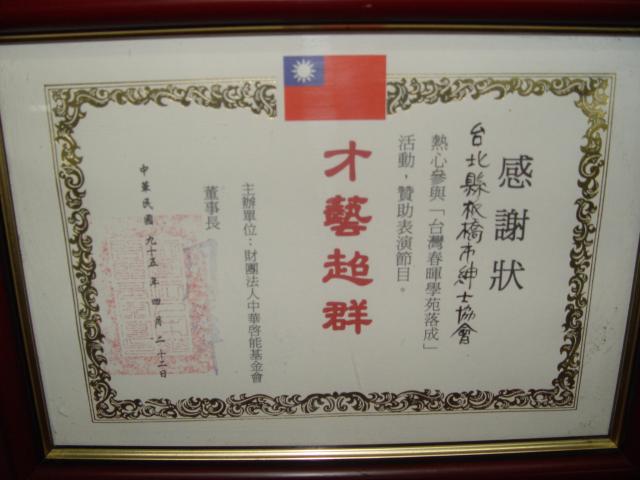 感謝狀
台北縣板橋市紳士協會
熱心參與「台灣春暉學苑落成」
活動，贊助表演節目。
才藝超群
主辦單位：財團法人中華啓能基金會
董事長
中華民國九十五年四月二十二日